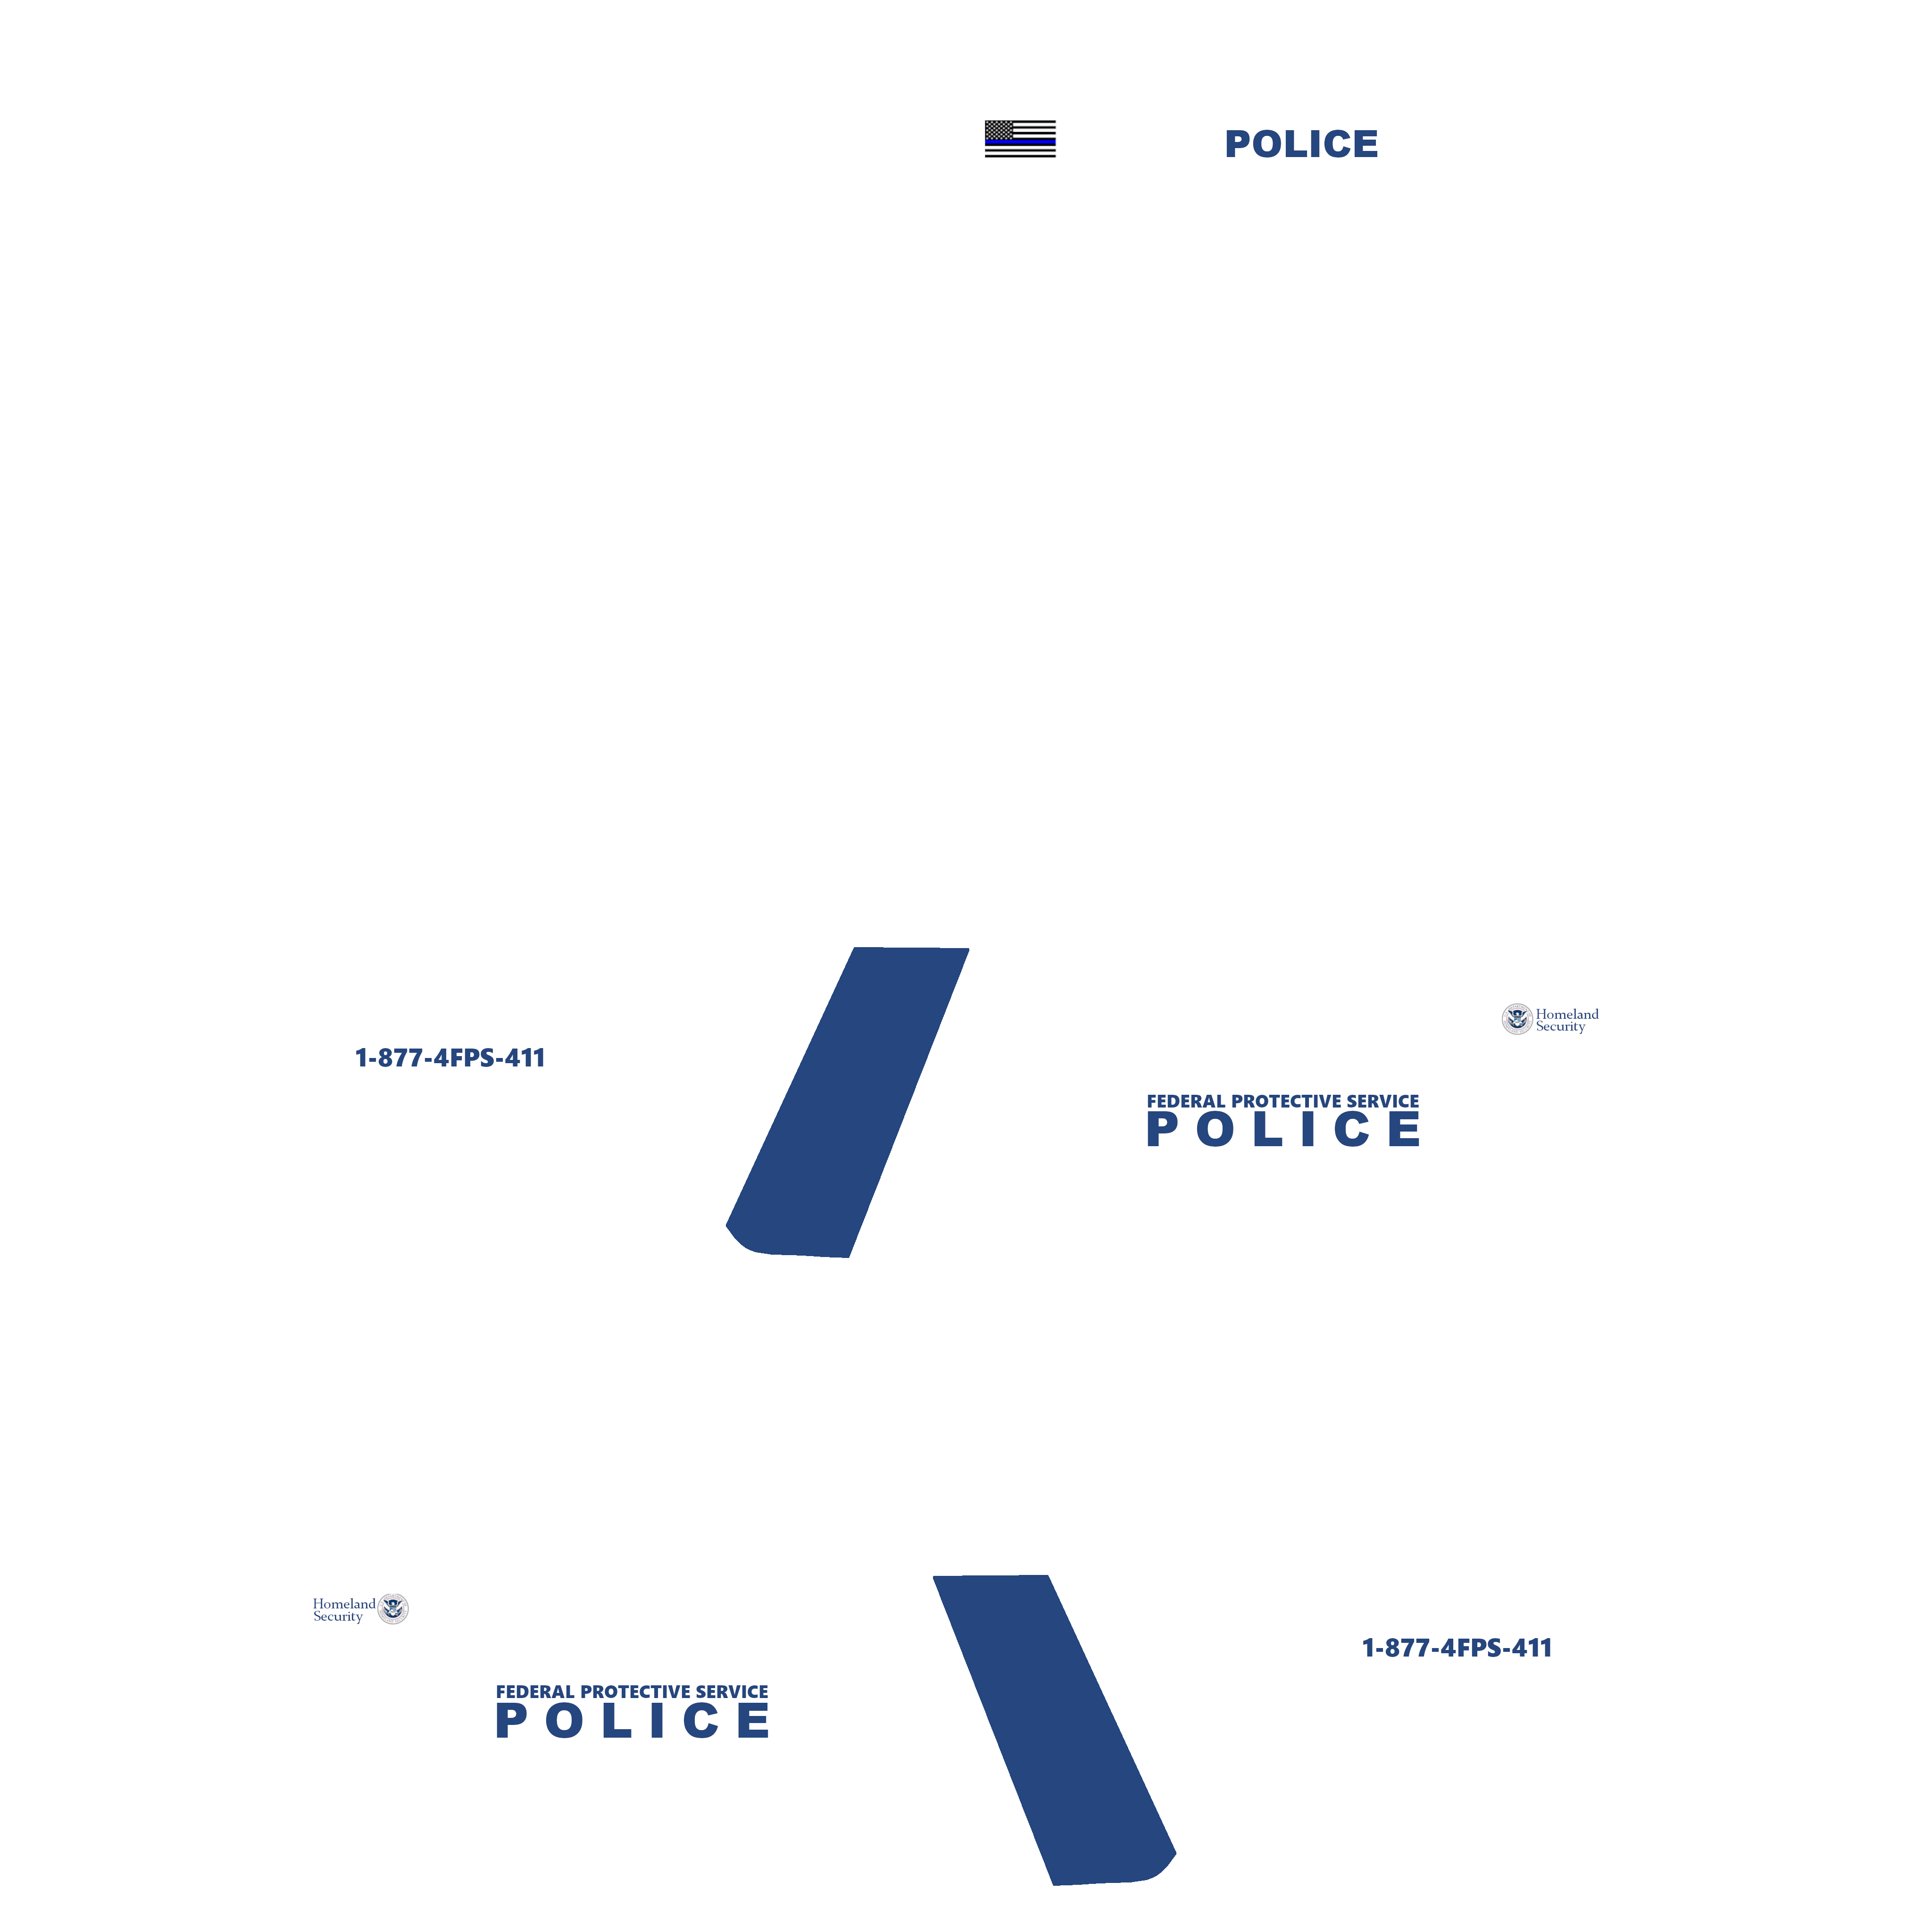 POLICE
Homeland
Security
1-877-4FPS-411
FEDERAL PROTECTIVE SERVICE
POLICE
Homeland
Security
1-877-4FPS-411
FEDERAL PROTECTIVE SERVICE
POLICE